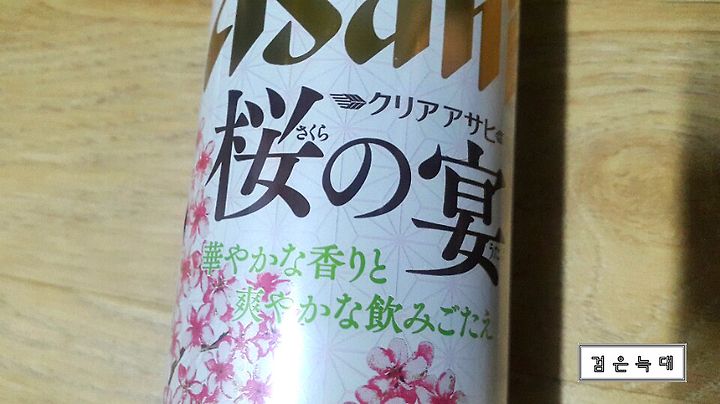 Asahi
クリアアサヒ
桜の宴
さくら
華やかな香りと
爽やかな飲みごたえ
검은늑대